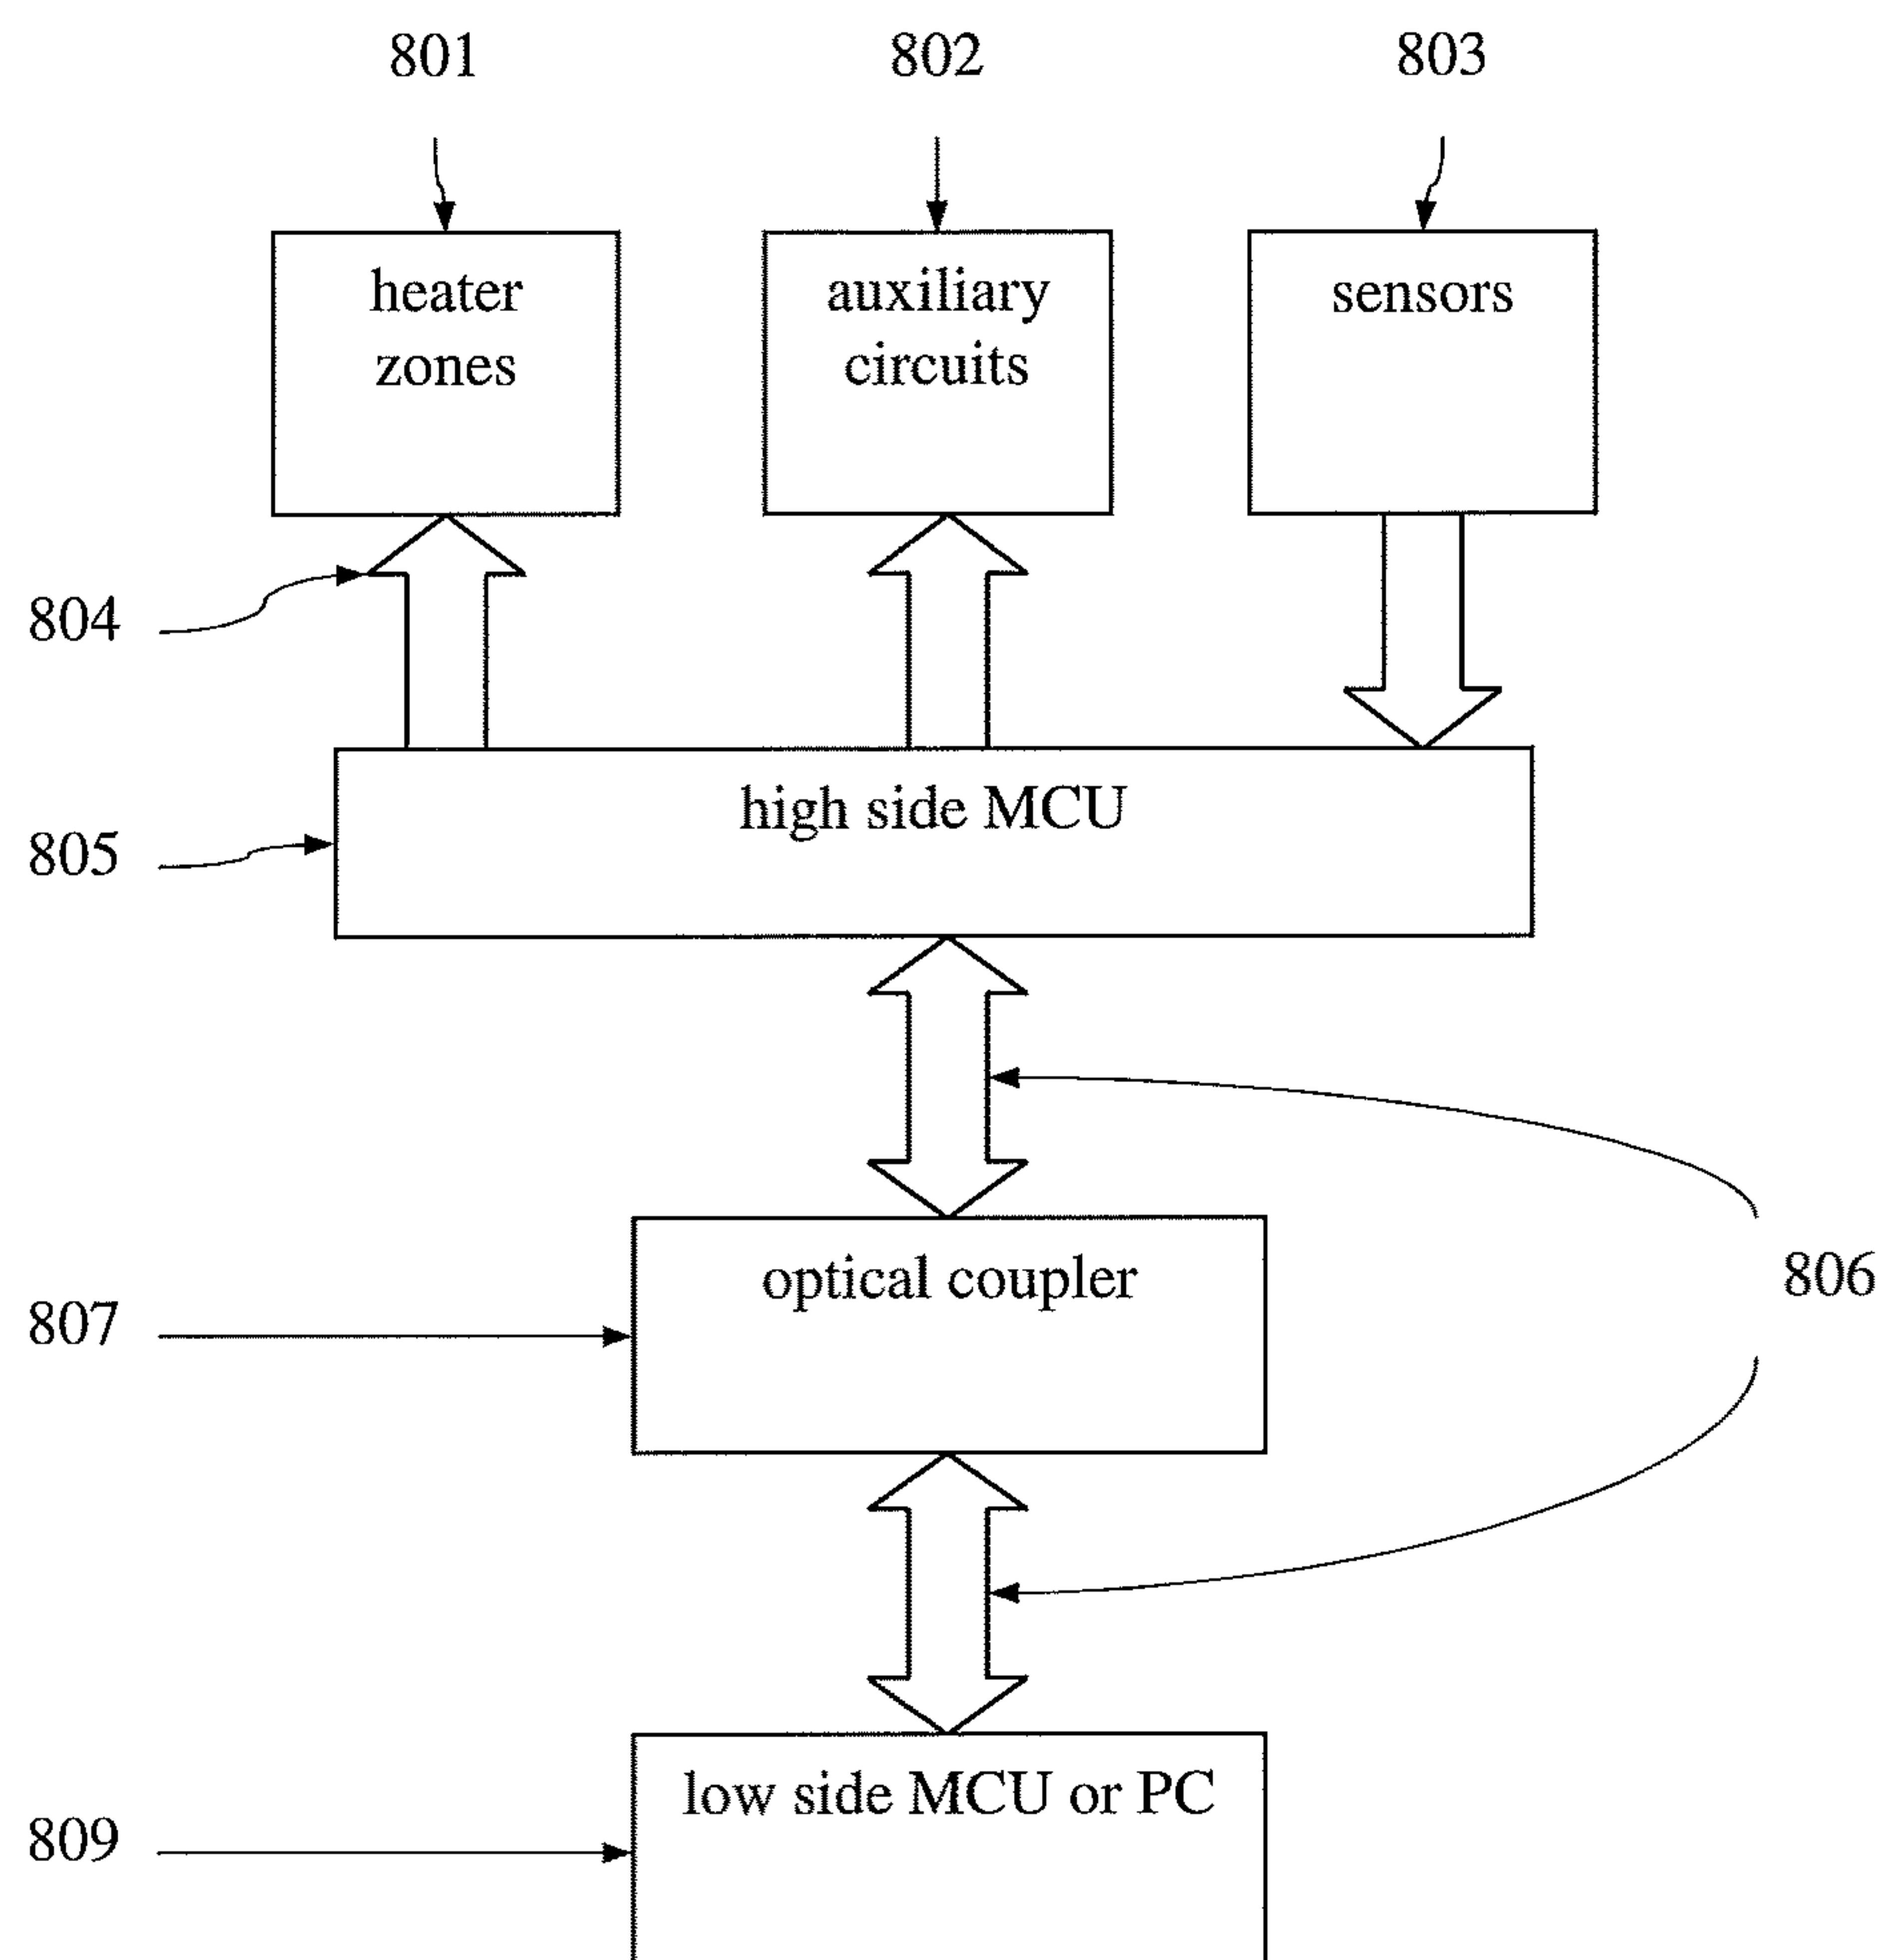 801
802
803
heater
zones
auxiliary
circuits
sensors
804
high side MCU
805
optical coupler
806
807
low side MCU or PC
809